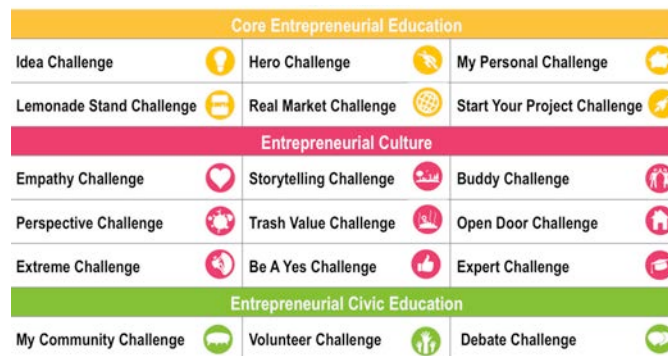 Core Entrepreneurial Education
Idea Challenge
Hero Challenge
My Personal Challenge
Lemonade Stand Challenge
Real Market Challenge
Start Your Project Challenge
Entrepreneurial Culture
Empathy Challenge
Storytelling Challenge
Buddy Challenge
Perspective Challenge
Trash Value Challenge
Open Door Challenge
Extreme Challenge
Be A Yes Challenge
Expert Challenge
Entrepreneurial Civic Education
My Community Challenge
Volunteer Challenge
Debate Challenge